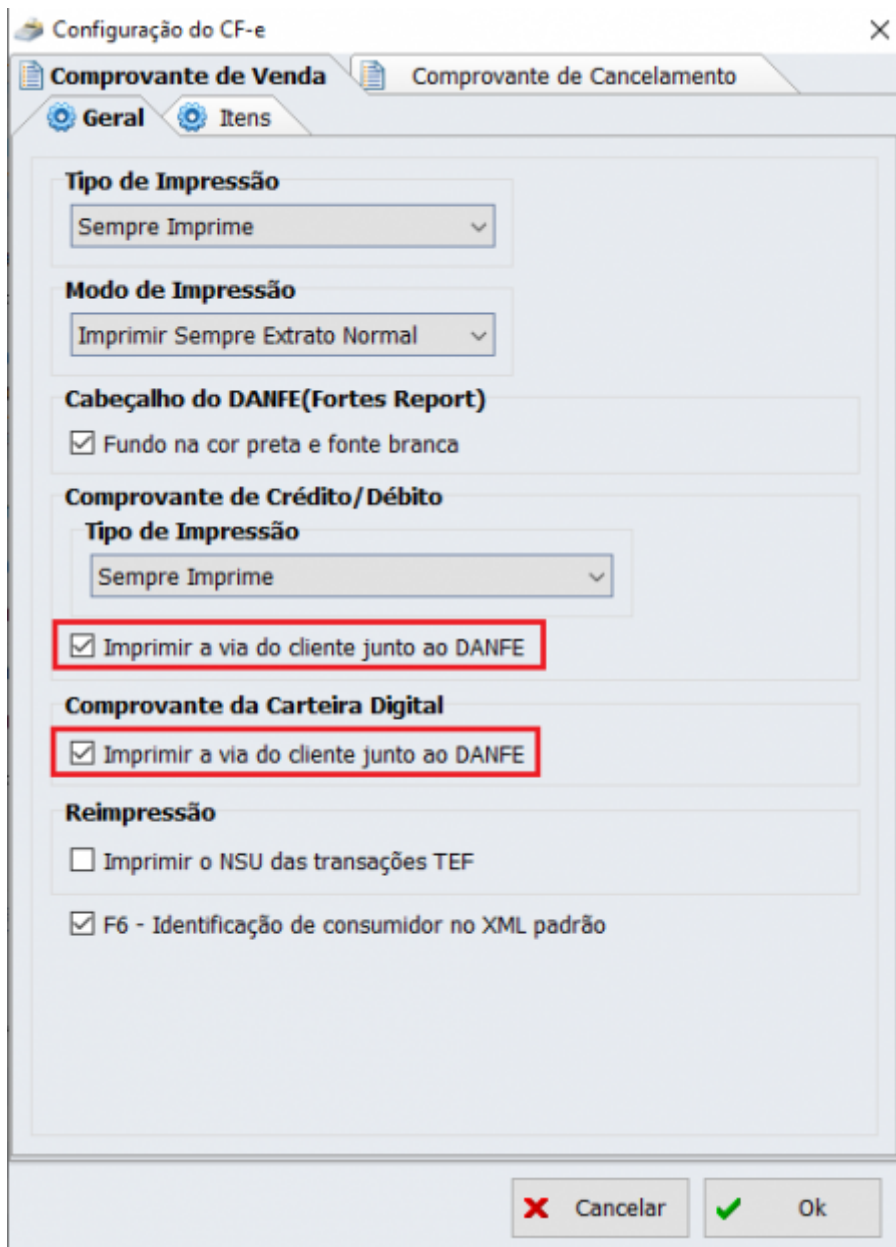 Configuração do CF-e
Comprovante de Venda
Comprovante de Cancelamento
Geral
Itens
Tipo de Impressão
Sempre Imprime
Modo de Impressão
Imprimir Sempre Extrato Normal
Cabeçalho do DANFE(Fortes Report)
Fundo na cor preta e fonte branca
Comprovante de Crédito/Débito
Tipo de Impressão
Sempre Imprime
Imprimir a via do cliente junto ao DANFE
Comprovante da Carteira Digital
Imprimir a via do cliente junto ao DANFE
Reimpressão
Imprimir o NSU das transações TEF
F6 - Identificação de consumidor no XML padrão
Cancelar
Ok